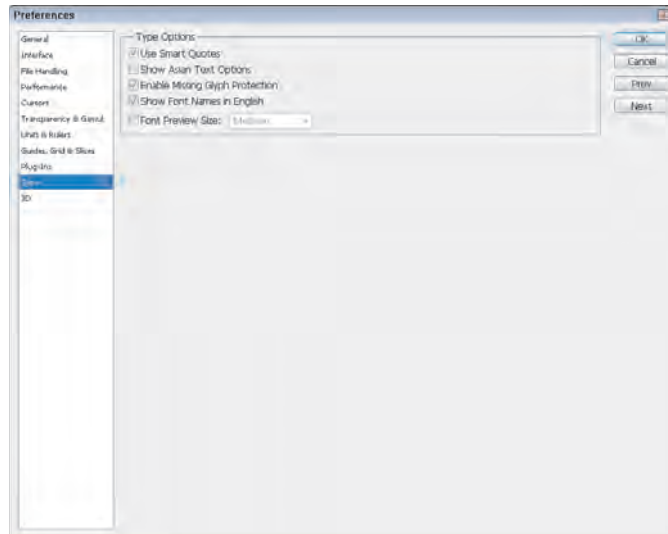 Preferences
General
Interface
File Handling
Performance
Cursors
Transparency & Gamut
Units & Rulers
Guides, Grid & Slices
Plug-Ins
Type
3D
Type Options
Use Smart Quotes
Show Asian Text Options
Enable Missing Glyph Protection
Show Font Names in English
Font Preview Size: Medium
OK
Cancel
Prev
Next